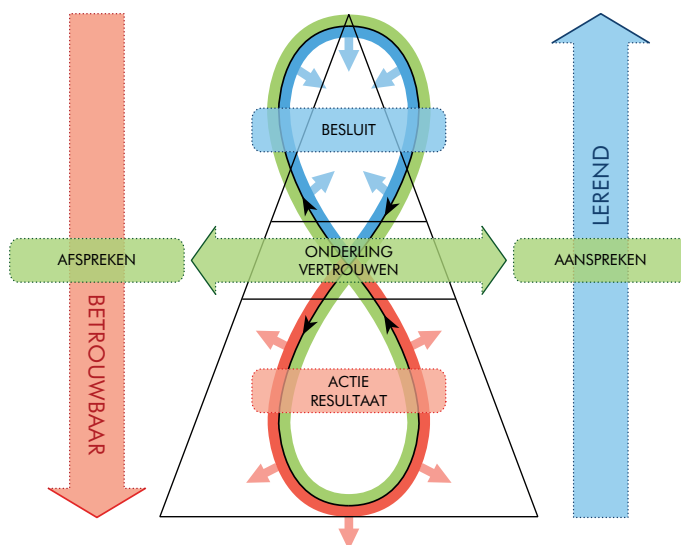 BESLUIT
LEREND
AFSPREKEN
ONDERLING
VERTROUWEN
AANSPREKEN
BETROUWBAAR
ACTIE
RESULTAAT